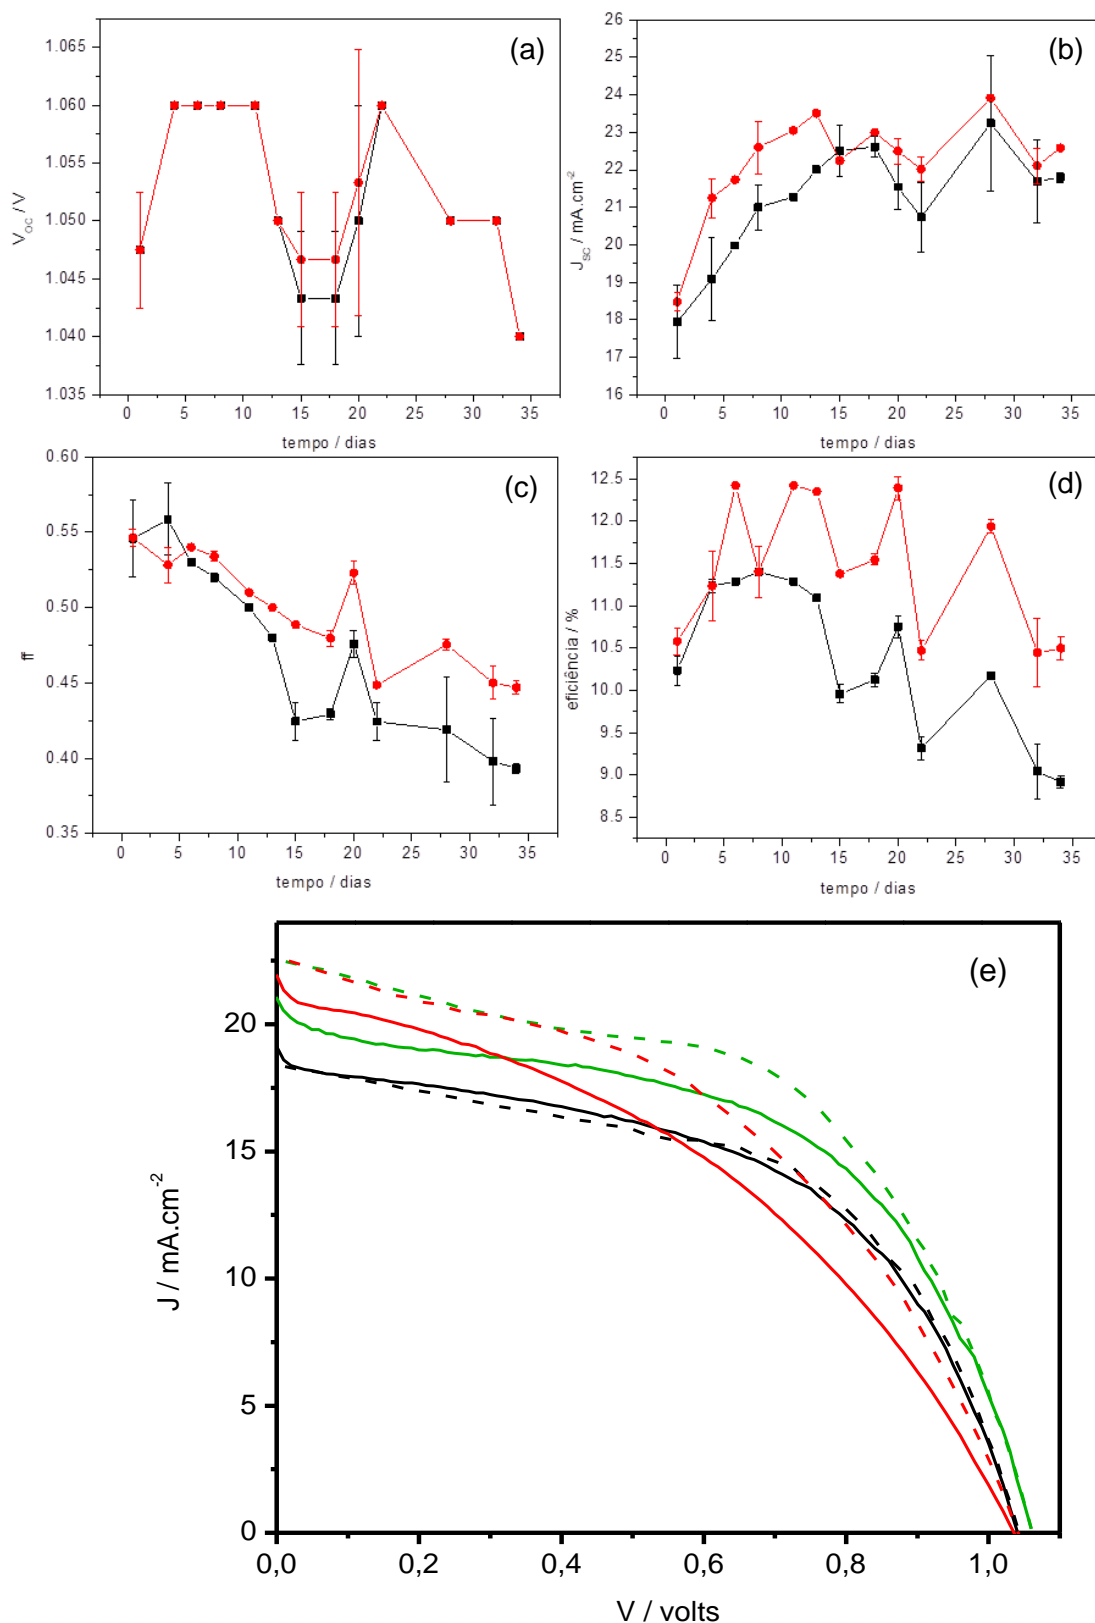 (a)
1.065
1.060
1.055
1.050
1.045
1.040
1.035
V_OC / V
0 5 10 15 20 25 30 35
tempo / dias
(b)
26
25
24
23
22
21
20
19
18
17
16
J_SC / mA.cm-2
0 5 10 15 20 25 30 35
tempo / dias
(c)
0.60
0.55
0.50
0.45
0.40
0.35
ff
0 5 10 15 20 25 30 35
tempo / dias
(d)
12.5
12.0
11.5
11.0
10.5
10.0
9.5
9.0
8.5
eficiência / %
0 5 10 15 20 25 30 35
tempo / dias
(e)
20
15
10
5
0
J / mA.cm-2
0,0 0,2 0,4 0,6 0,8 1,0
V / volts